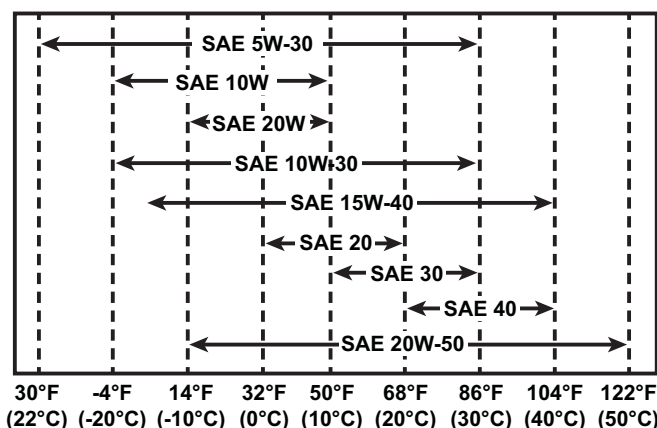 SAE 5W-30
SAE 10W
SAE 20W
SAE 10W-30
SAE 15W-40
SAE 20
SAE 30
SAE 40
SAE 20W-50
30°F -4°F 14°F 32°F 50°F 68°F 86°F 104°F 122°F
(22°C) (-20°C) (-10°C) (0°C) (10°C) (20°C) (30°C) (40°C) (50°C)